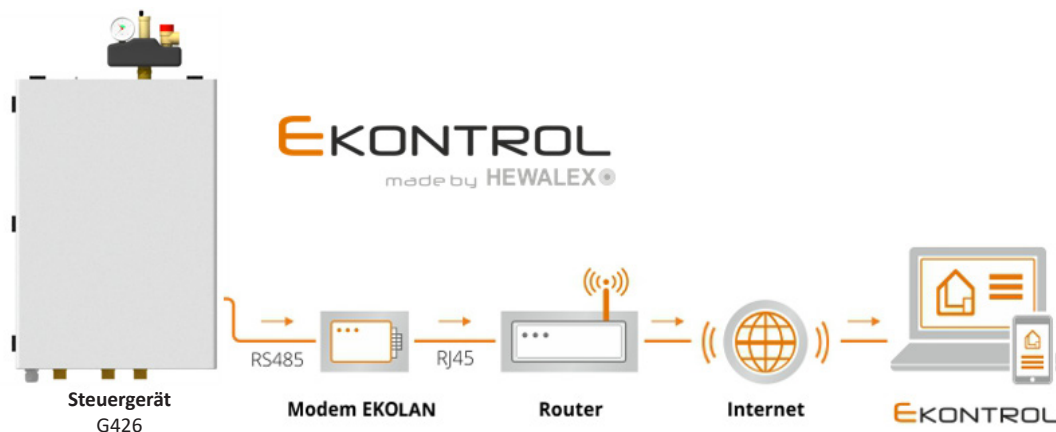 EKONTROL
made by HEWALEX
RS485
RJ45
Steuergerät
G426
Modem EKOLAN
Router
Internet
EKONTROL